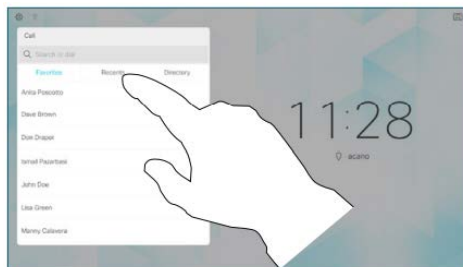 Call
Search or dial
Favorites Recents Directory
Anita Poscotto
Dave Brown
Don Draper
Ismail Pazarbasi
John Doe
Lisa Green
Manny Calavera
11:28
acano